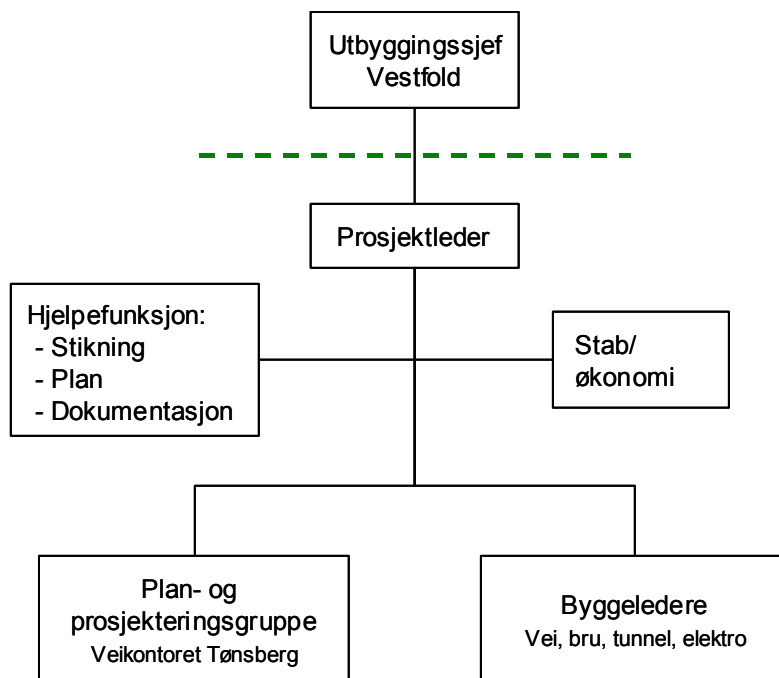 Utbyggingssjef
Vestfold
Prosjektleder
Hjelpefunksjon:
- Stikning
- Plan
- Dokumentasjon
Stab/
økonomi
Plan- og
prosjekteringsgruppe
Veikontoret Tønsberg
Byggeledere
Vei, bru, tunnel, elektro